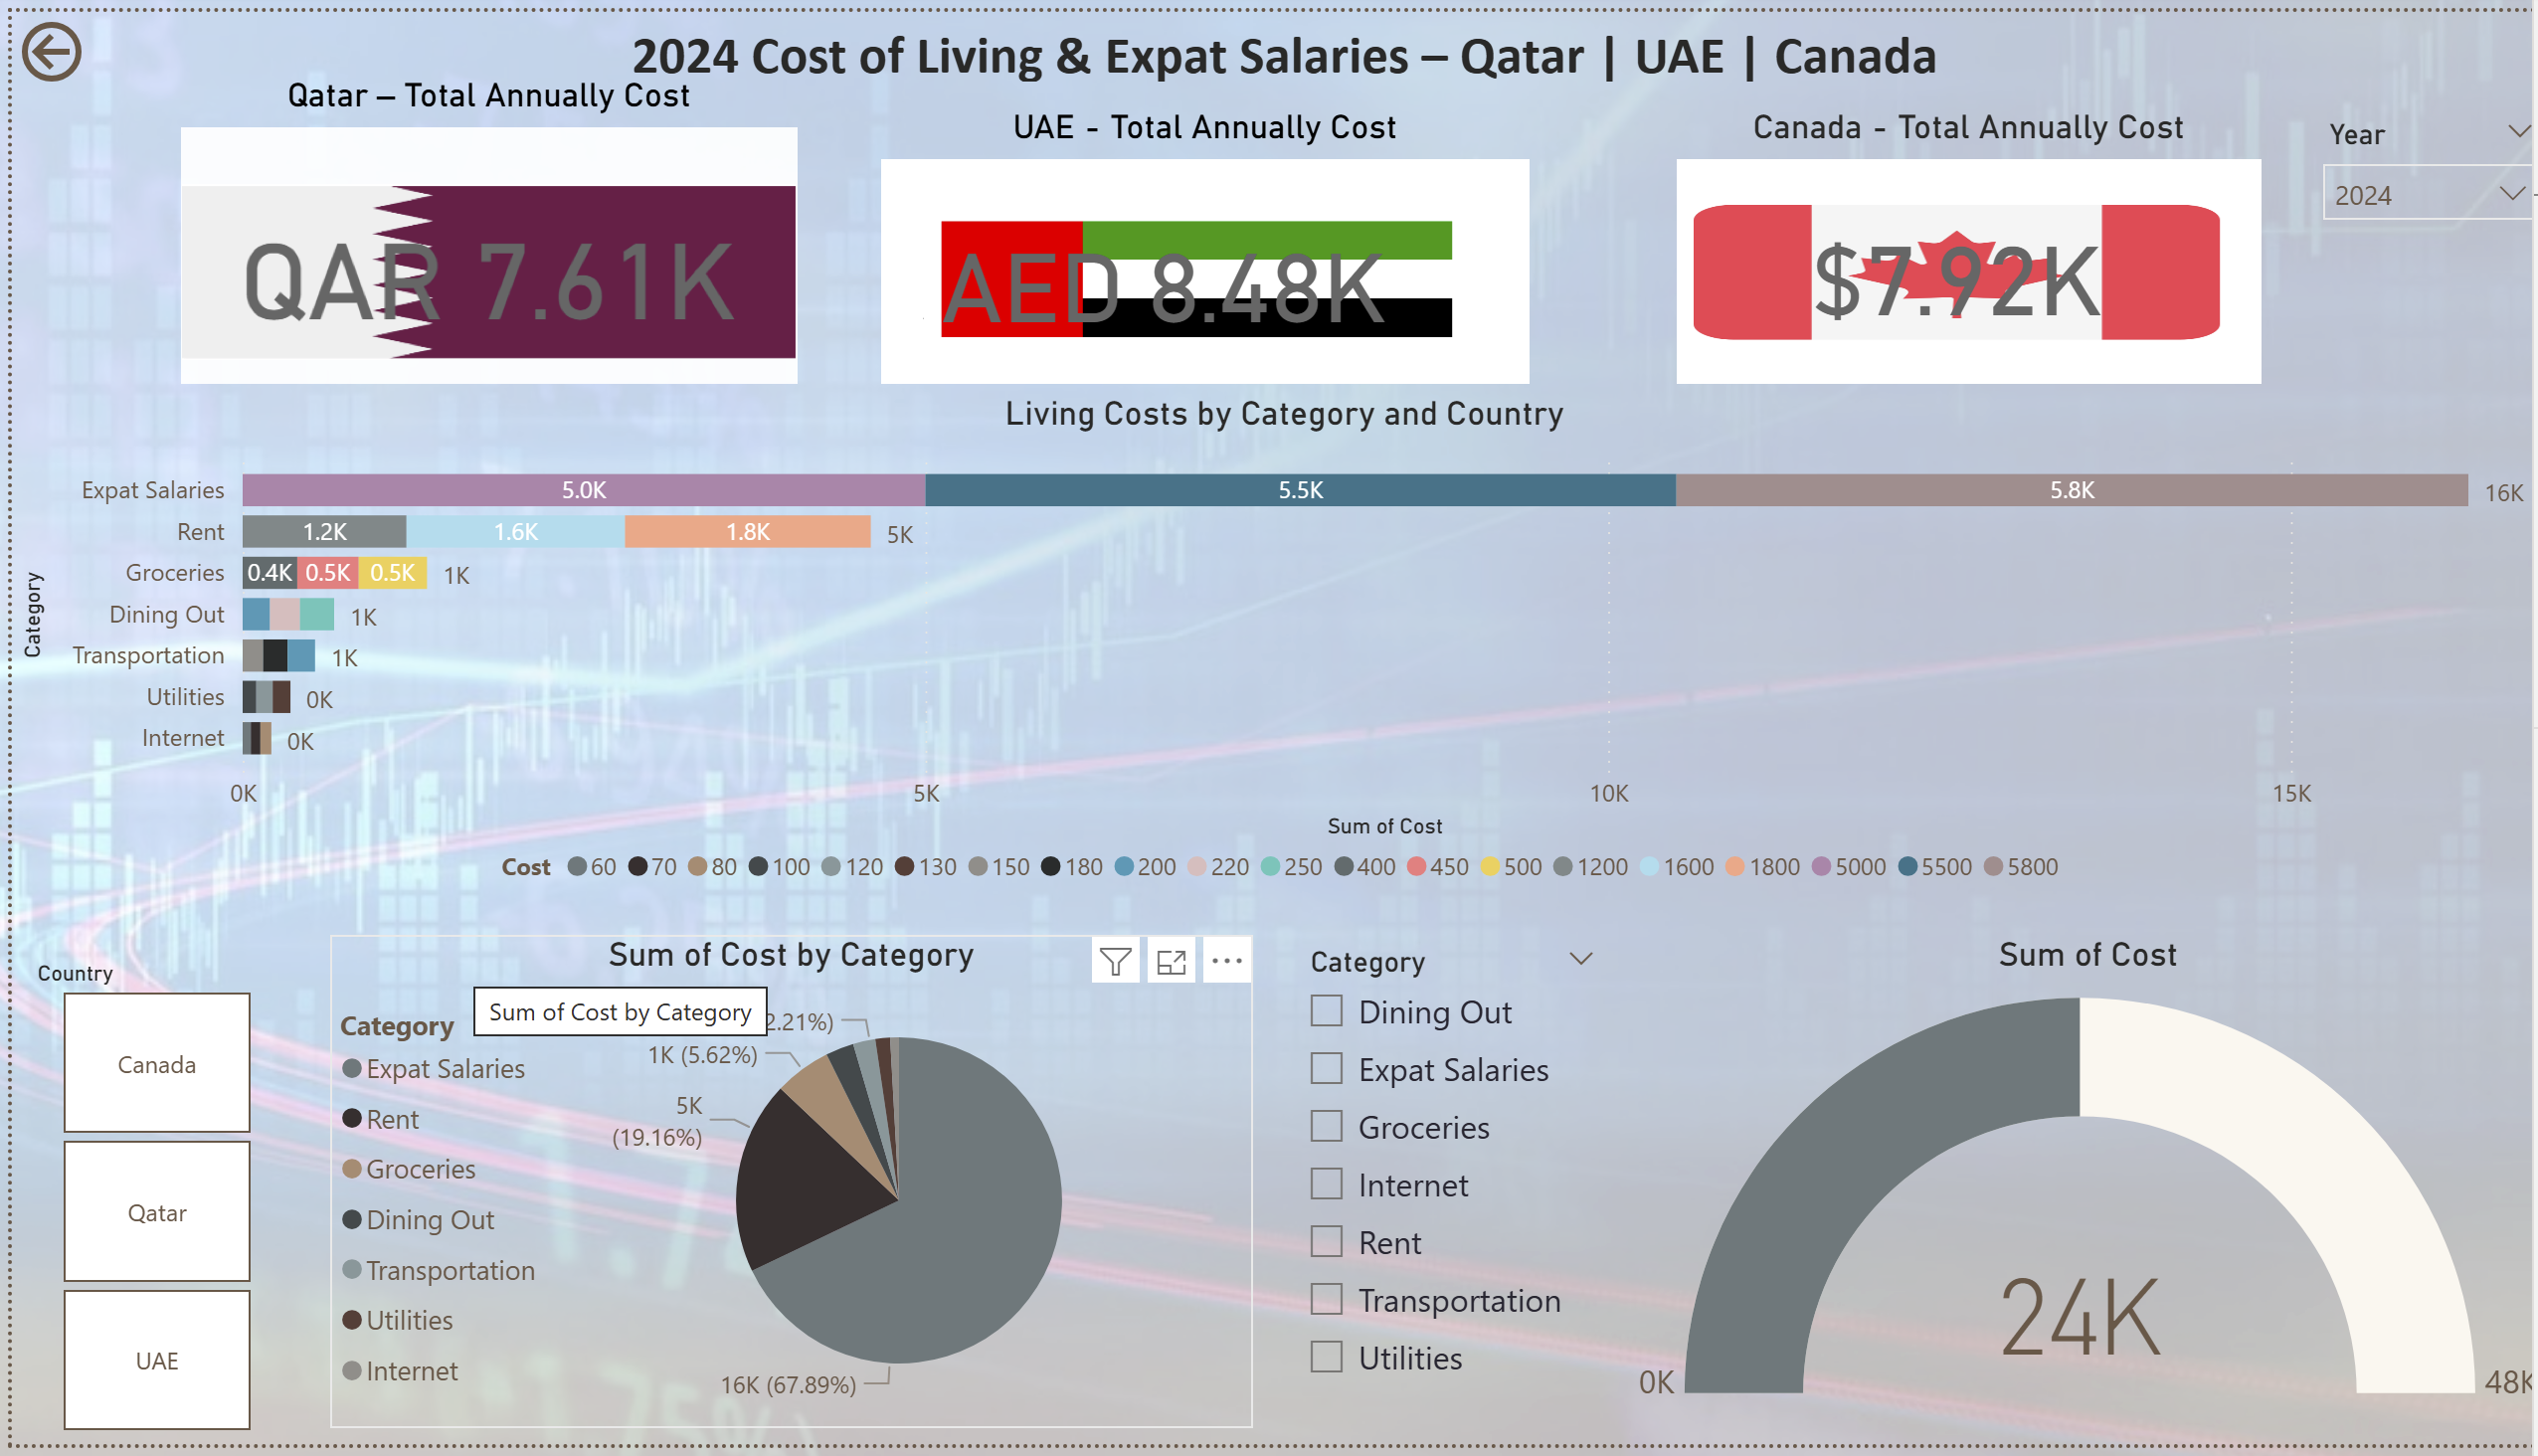 2024 Cost of Living & Expat Salaries – Qatar | UAE | Canada
Qatar – Total Annually Cost
QAR 7.61K
UAE - Total Annually Cost
AED 8.48K
Canada - Total Annually Cost
$7.92K
Year
2024
Living Costs by Category and Country
Category
Expat Salaries 5.0K 5.5K 5.8K 16K
Rent 1.2K 1.6K 1.8K 5K
Groceries 0.4K 0.5K 0.5K 1K
Dining Out 1K
Transportation 1K
Utilities 0K
Internet 0K
0K 5K 10K 15K
Sum of Cost
Cost 60 70 80 100 120 130 150 180 200 220 250 400 450 500 1200 1600 1800 5000 5500 5800
Country
Canada
Qatar
UAE
Sum of Cost by Category
Sum of Cost by Category
Category
Expat Salaries
Rent
Groceries
Dining Out
Transportation
Utilities
Internet
2.21%)
1K (5.62%)
5K
(19.16%)
16K (67.89%)
Category
Dining Out
Expat Salaries
Groceries
Internet
Rent
Transportation
Utilities
Sum of Cost
24K
0K 48K